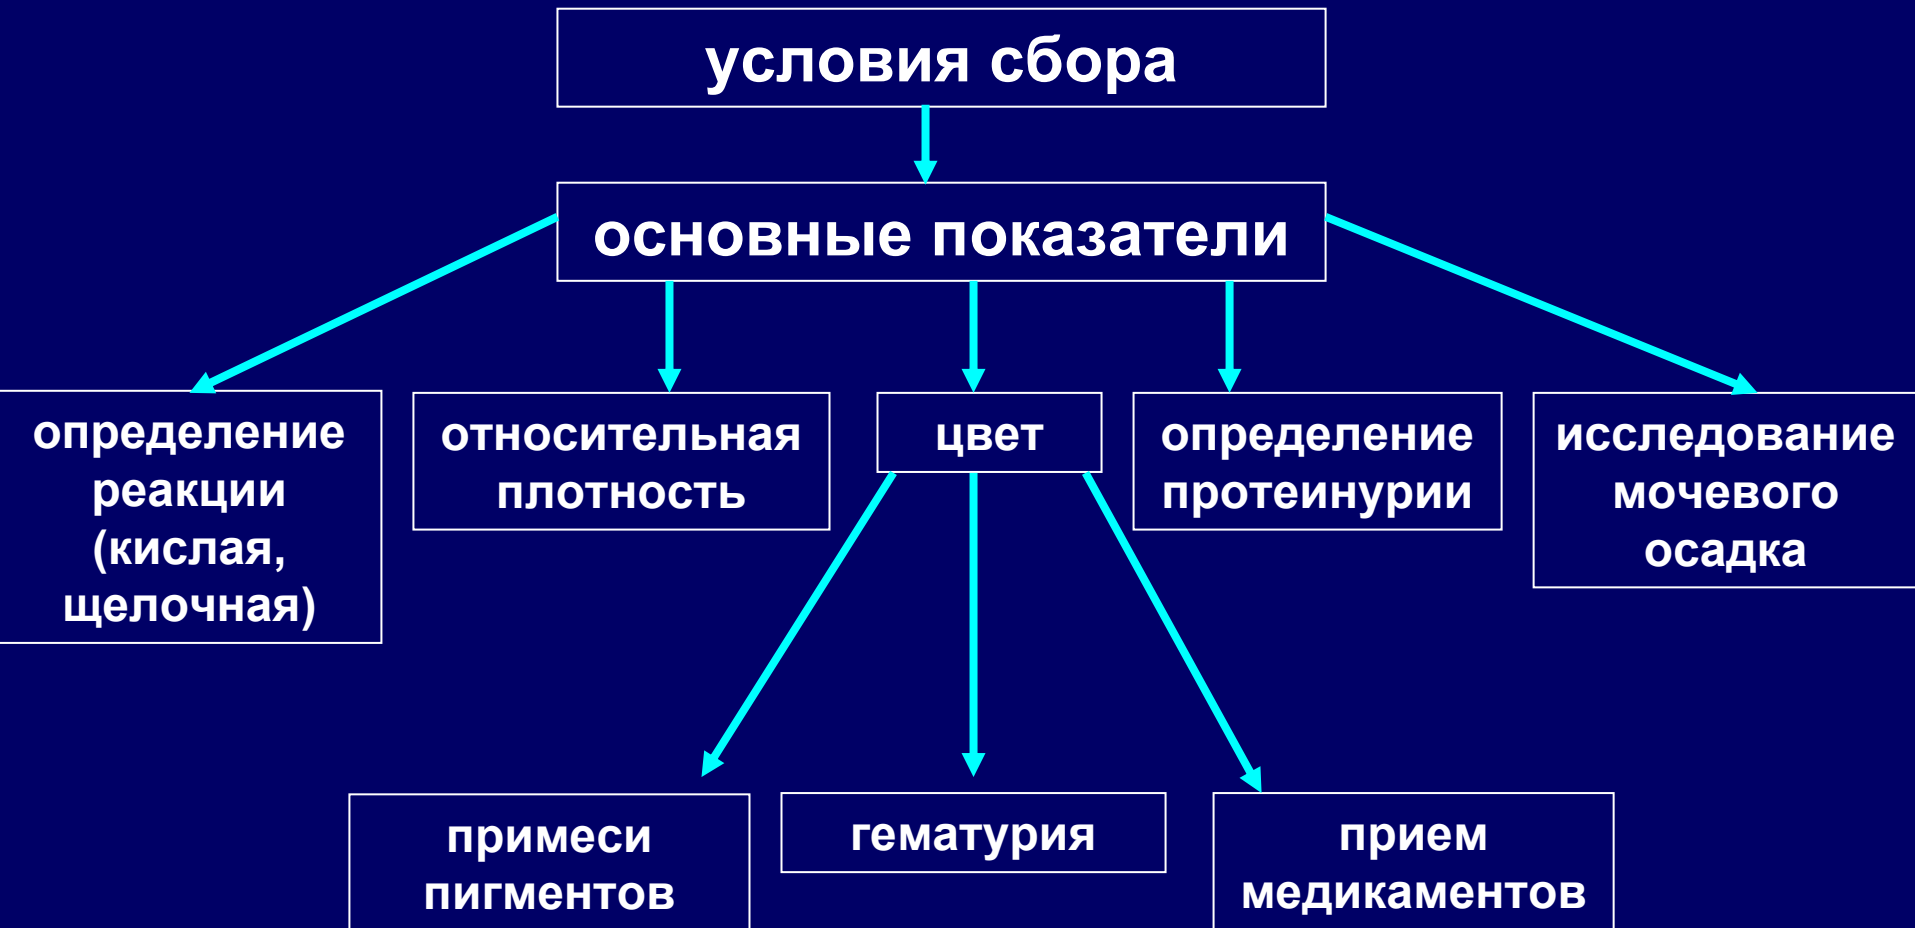 условия сбора
основные показатели
определение
реакции
(кислая,
щелочная)
относительная
плотность
цвет
определение
протеинурии
исследование
мочевого
осадка
примеси
пигментов
гематурия
прием
медикаментов